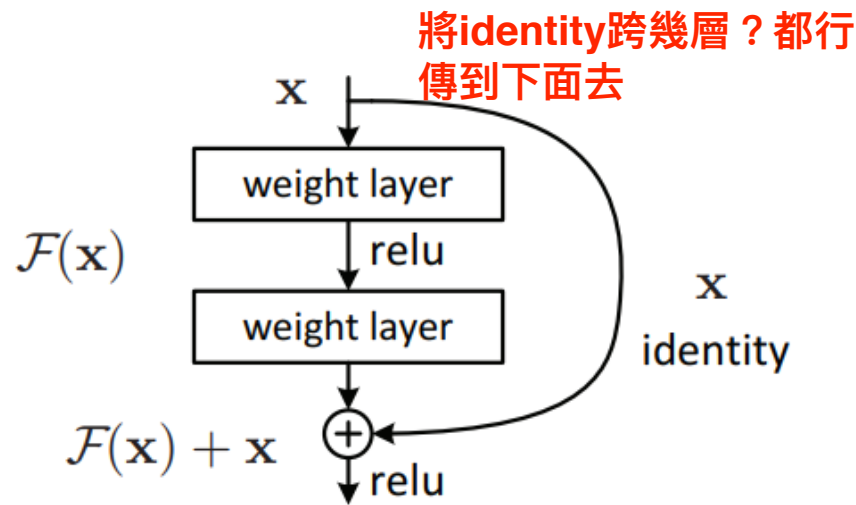 將identity跨幾層？都行
傳到下面去
x
weight layer
F(x)
relu
weight layer
x
identity
F(x) + x
+
relu